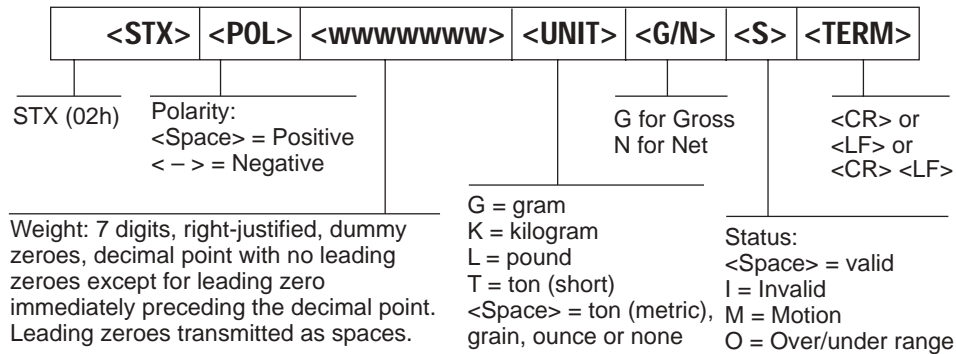 <STX> <POL> <wwwwwww> <UNIT> <G/N> <S> <TERM>
STX (02h)
Polarity:
<Space> = Positive
< – > = Negative
G for Gross
N for Net
<CR> or
<LF> or
<CR> <LF>
Weight: 7 digits, right-justified, dummy
zeroes, decimal point with no leading
zeroes except for leading zero
immediately preceding the decimal point.
Leading zeroes transmitted as spaces.
G = gram
K = kilogram
L = pound
T = ton (short)
<Space> = ton (metric),
grain, ounce or none
Status:
<Space> = valid
I = Invalid
M = Motion
O = Over/under range